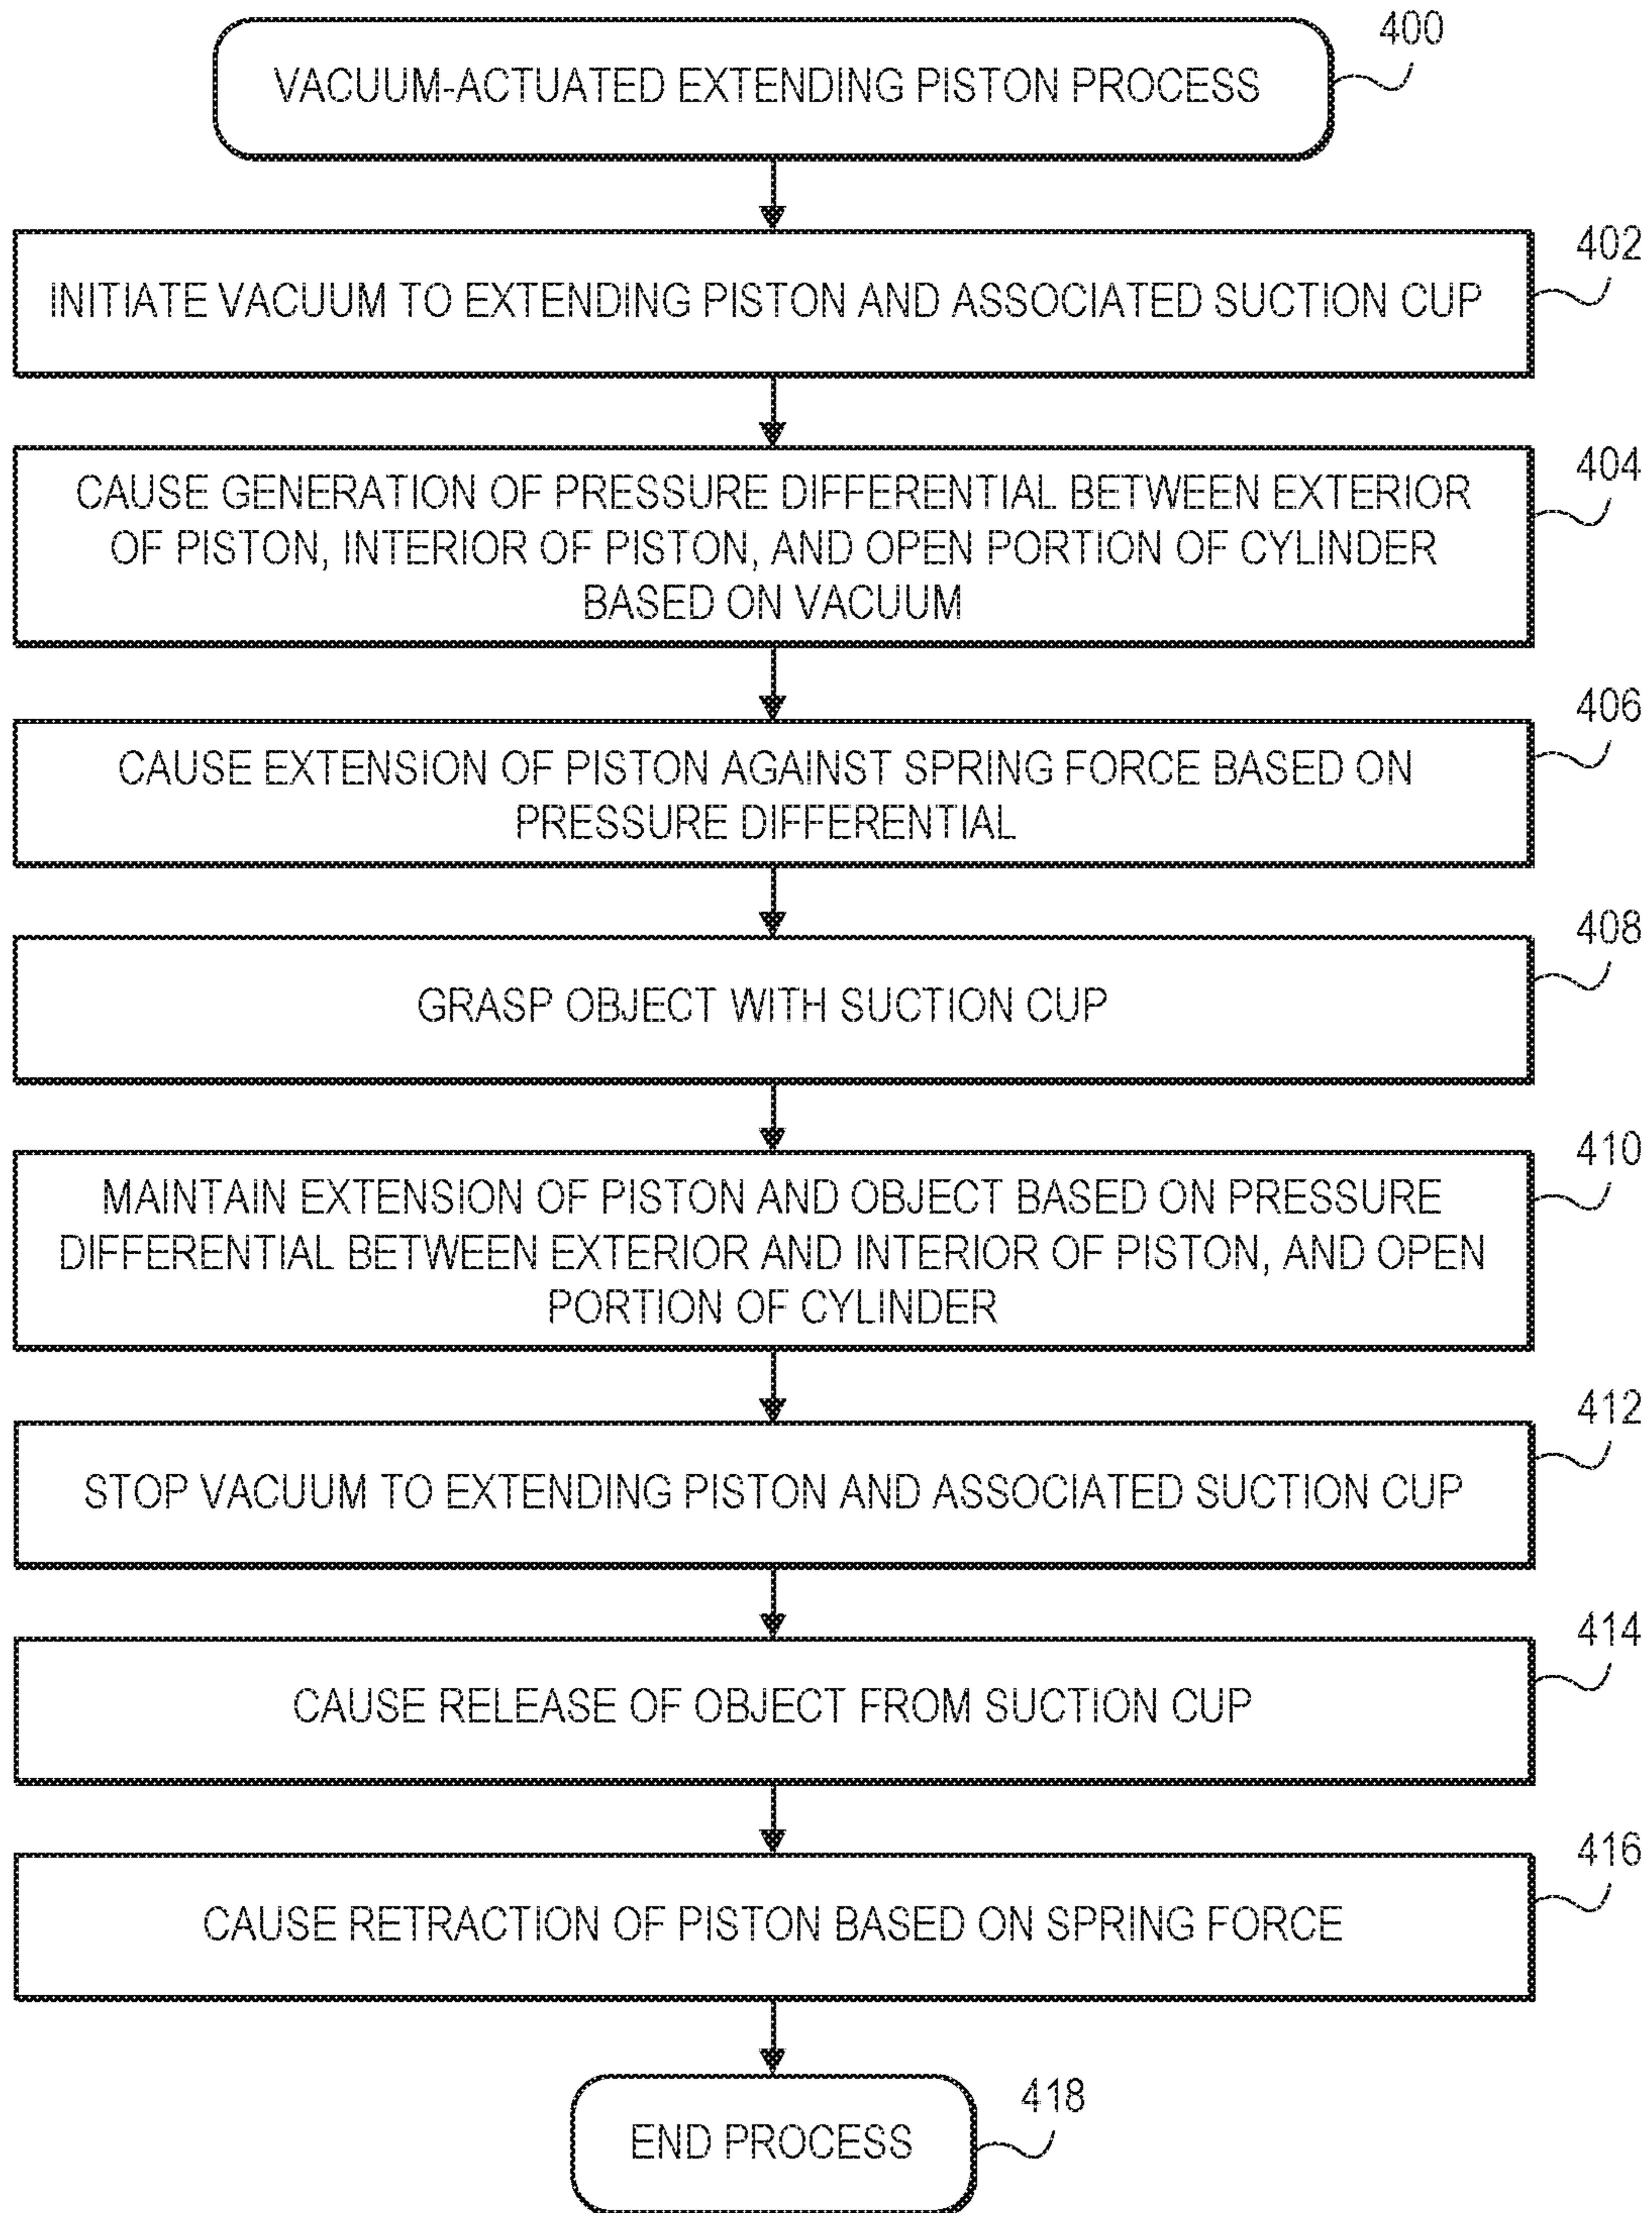 400
VACUUM-ACTUATED EXTENDING PISTON PROCESS
402
INITIATE VACUUM TO EXTENDING PISTON AND ASSOCIATED SUCTION CUP
404
CAUSE GENERATION OF PRESSURE DIFFERENTIAL BETWEEN EXTERIOR
OF PISTON, INTERIOR OF PISTON, AND OPEN PORTION OF CYLINDER
BASED ON VACUUM
406
CAUSE EXTENSION OF PISTON AGAINST SPRING FORCE BASED ON
PRESSURE DIFFERENTIAL
408
GRASP OBJECT WITH SUCTION CUP
410
MAINTAIN EXTENSION OF PISTON AND OBJECT BASED ON PRESSURE
DIFFERENTIAL BETWEEN EXTERIOR AND INTERIOR OF PISTON, AND OPEN
PORTION OF CYLINDER
412
STOP VACUUM TO EXTENDING PISTON AND ASSOCIATED SUCTION CUP
414
CAUSE RELEASE OF OBJECT FROM SUCTION CUP
416
CAUSE RETRACTION OF PISTON BASED ON SPRING FORCE
418
END PROCESS